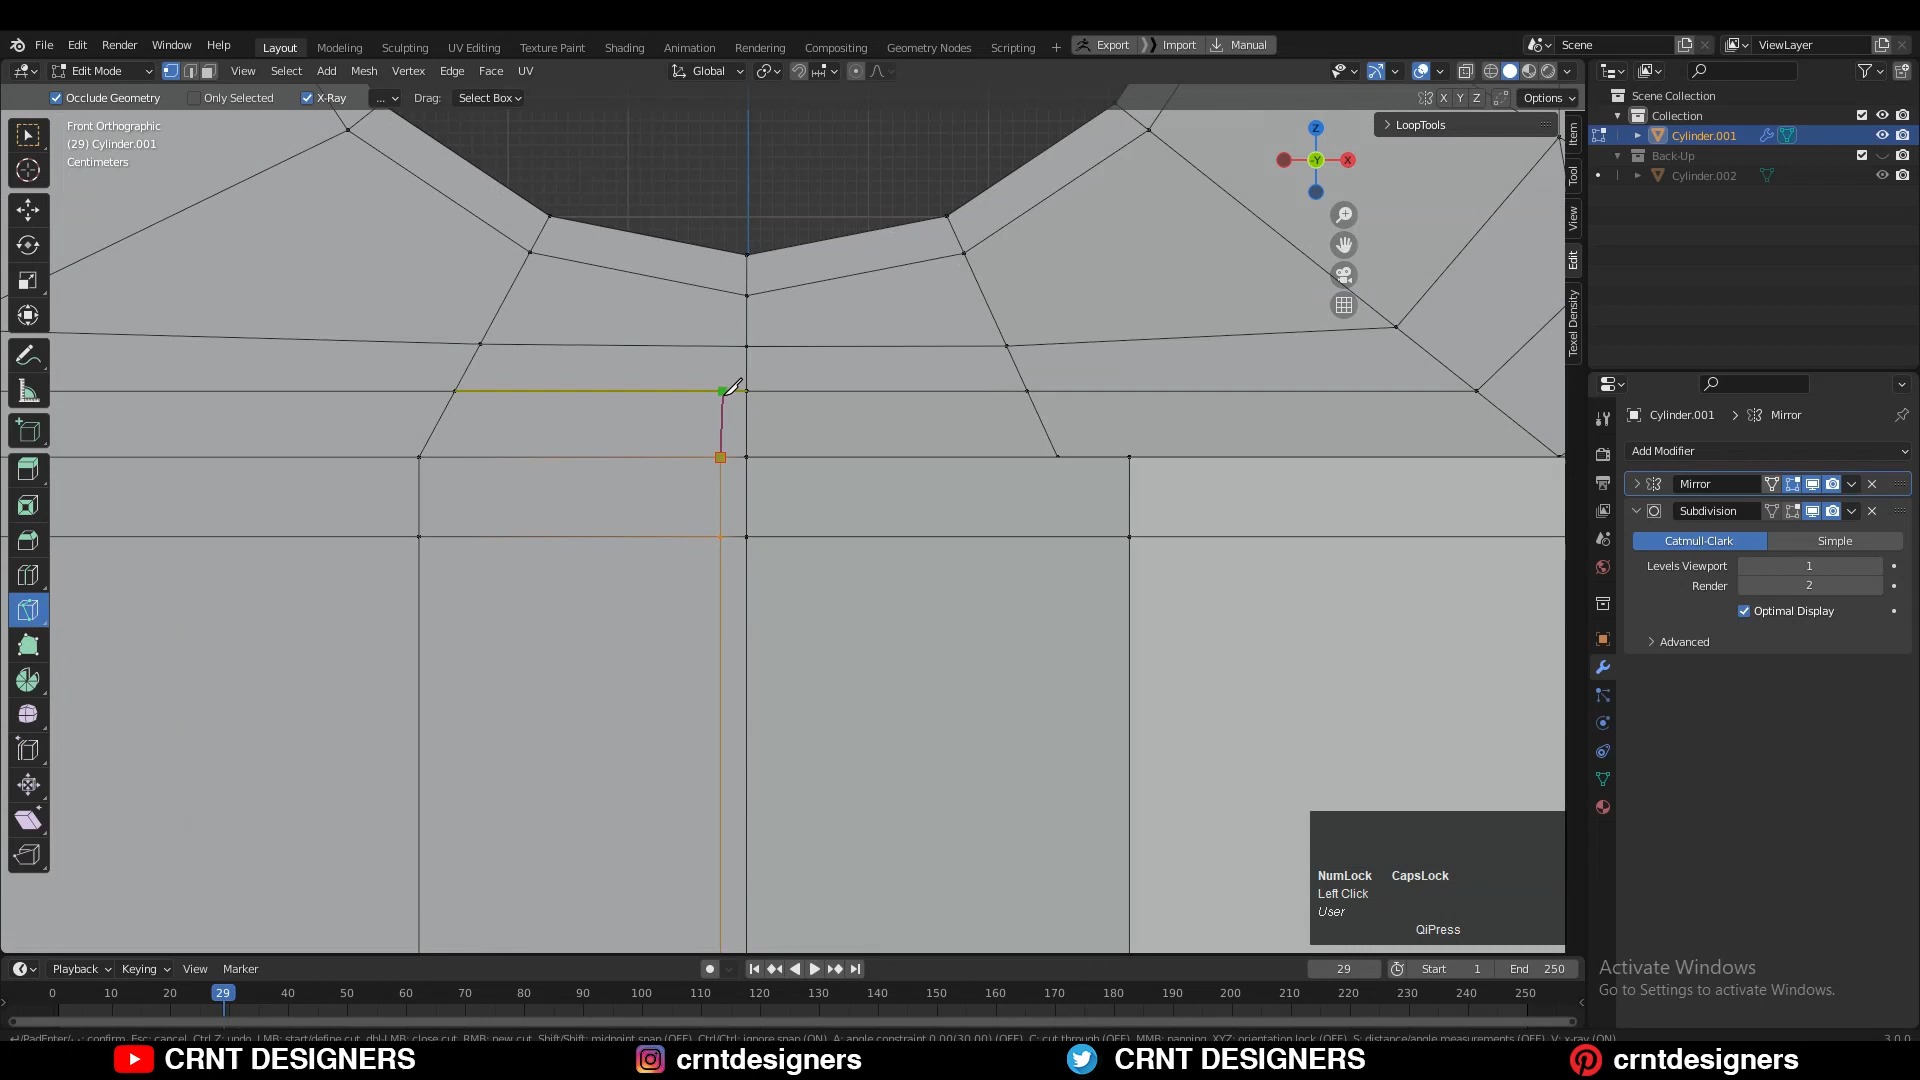 File Edit Render Window Help Layout Modeling Sculpting UV Editing Texture Paint Shading Animation Rendering Compositing Geometry Nodes Scripting + Export Import Manual Scene ViewLayer
Edit Mode View Select Add Mesh Vertex Edge Face UV Global
Occlude Geometry Only Selected X-Ray ... Drag: Select Box X Y Z Options
Front Orthographic
(29) Cylinder.001
Centimeters
LoopTools
Z
-Y
X
Item
Tool
View
Edit
Texel Density
Scene Collection
Collection
Cylinder.001
Back-Up
Cylinder.002
Cylinder.001 > Mirror
Add Modifier
Mirror
Subdivision
Catmull-Clark Simple
Levels Viewport 1
Render 2
Optimal Display
Advanced
NumLock CapsLock
Left Click
User
QiPress
Activate Windows
Go to Settings to activate Windows.
Playback Keying View Marker 29 Start 1 End 250
0 10 20 29 40 50 60 70 80 90 100 110 120 130 140 150 160 170 180 190 200 210 220 230 240 250
CRNT DESIGNERS crntdesigners CRNT DESIGNERS crntdesigners